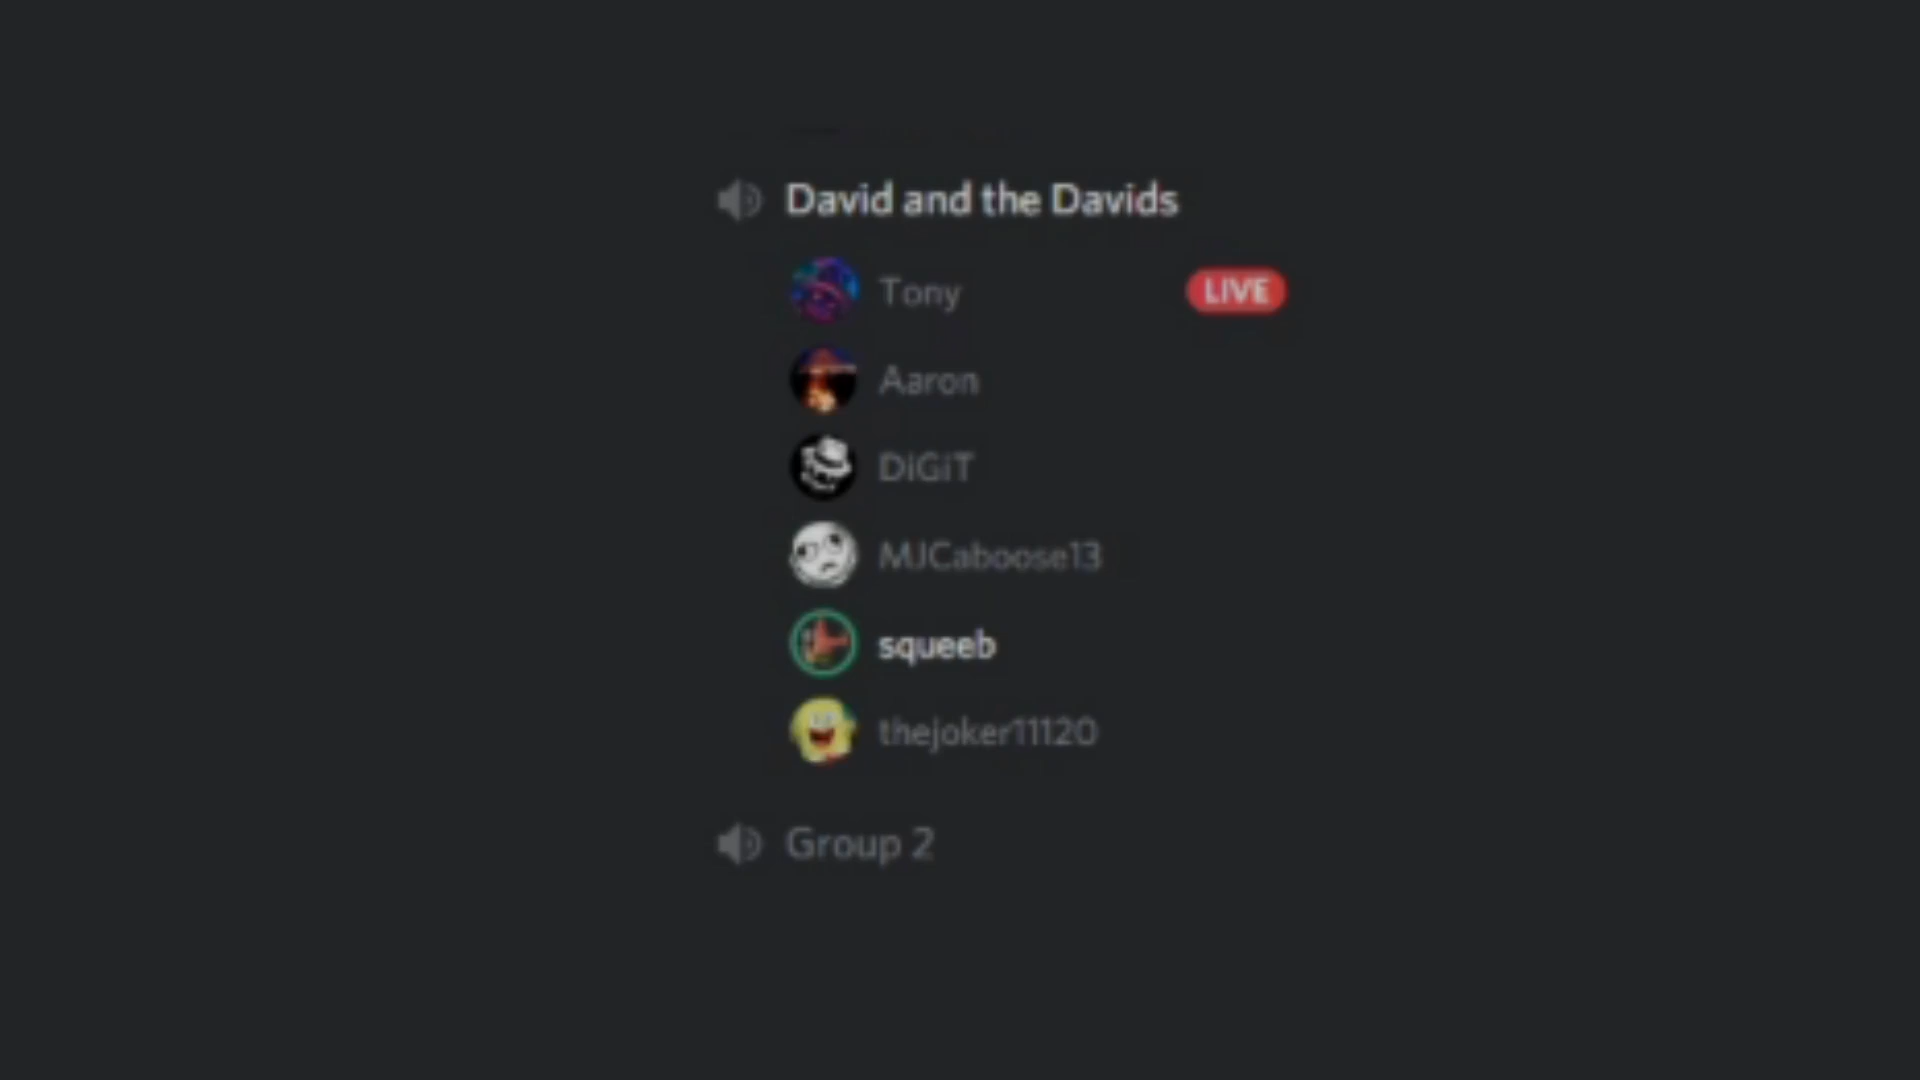 David and the Davids
Tony LIVE
Aaron
DiGiT
MJCaboose13
squeeb
thejoker11120
Group 2